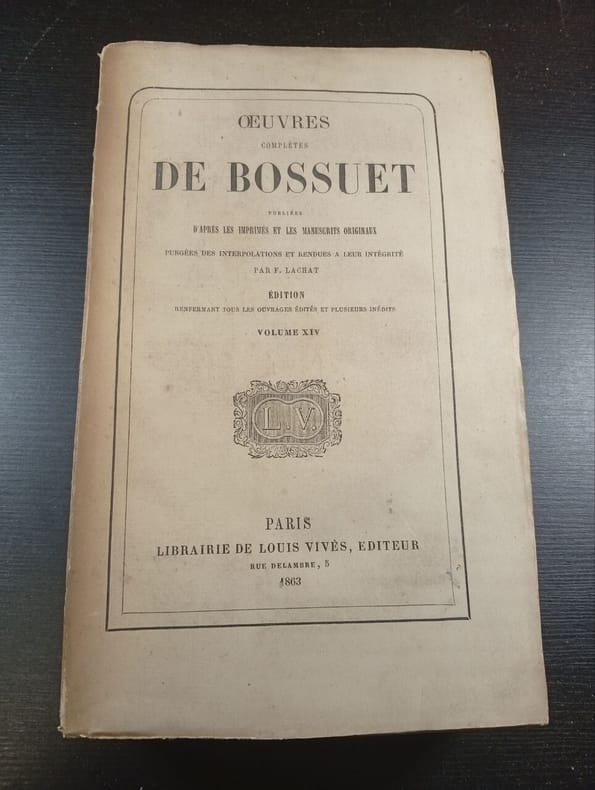 ŒUVRES
COMPLÈTES
DE BOSSUET
PUBLIÉES
D'APRÈS LES IMPRIMÉS ET LES MANUSCRITS ORIGINAUX
PURGÉES DES INTERPOLATIONS ET RENDUES A LEUR INTÉGRITÉ
PAR F. LACHAT
ÉDITION
RENFERMANT TOUS LES OUVRAGES ÉDITÉS ET PLUSIEURS INÉDITS
VOLUME XIV
L. V.
PARIS
LIBRAIRIE DE LOUIS VIVÈS, EDITEUR
RUE DELAMBRE, 5
1863